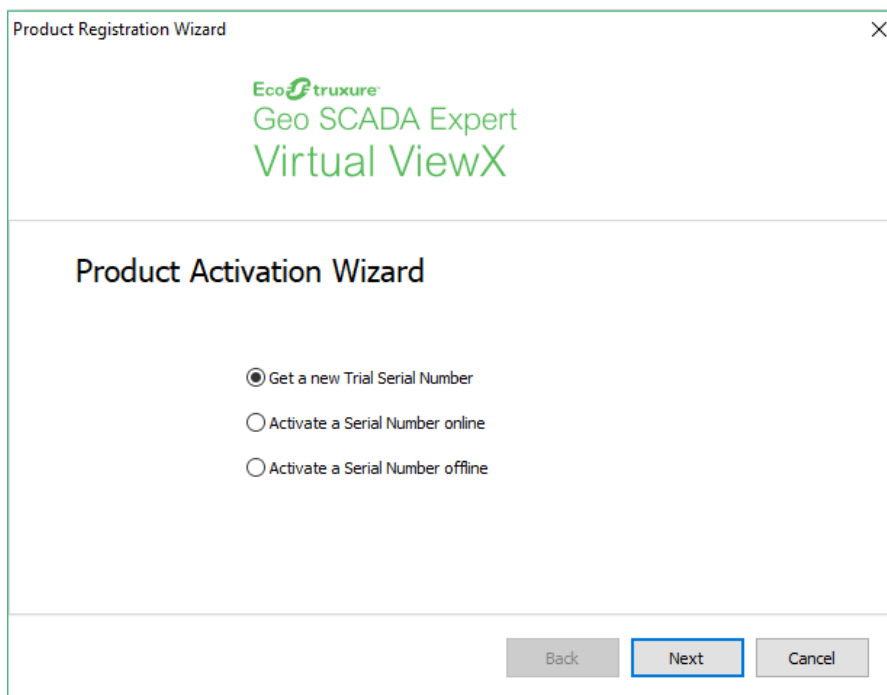 Product Registration Wizard
EcoStruxure™
Geo SCADA Expert
Virtual ViewX
Product Activation Wizard
Get a new Trial Serial Number
Activate a Serial Number online
Activate a Serial Number offline
Back Next Cancel